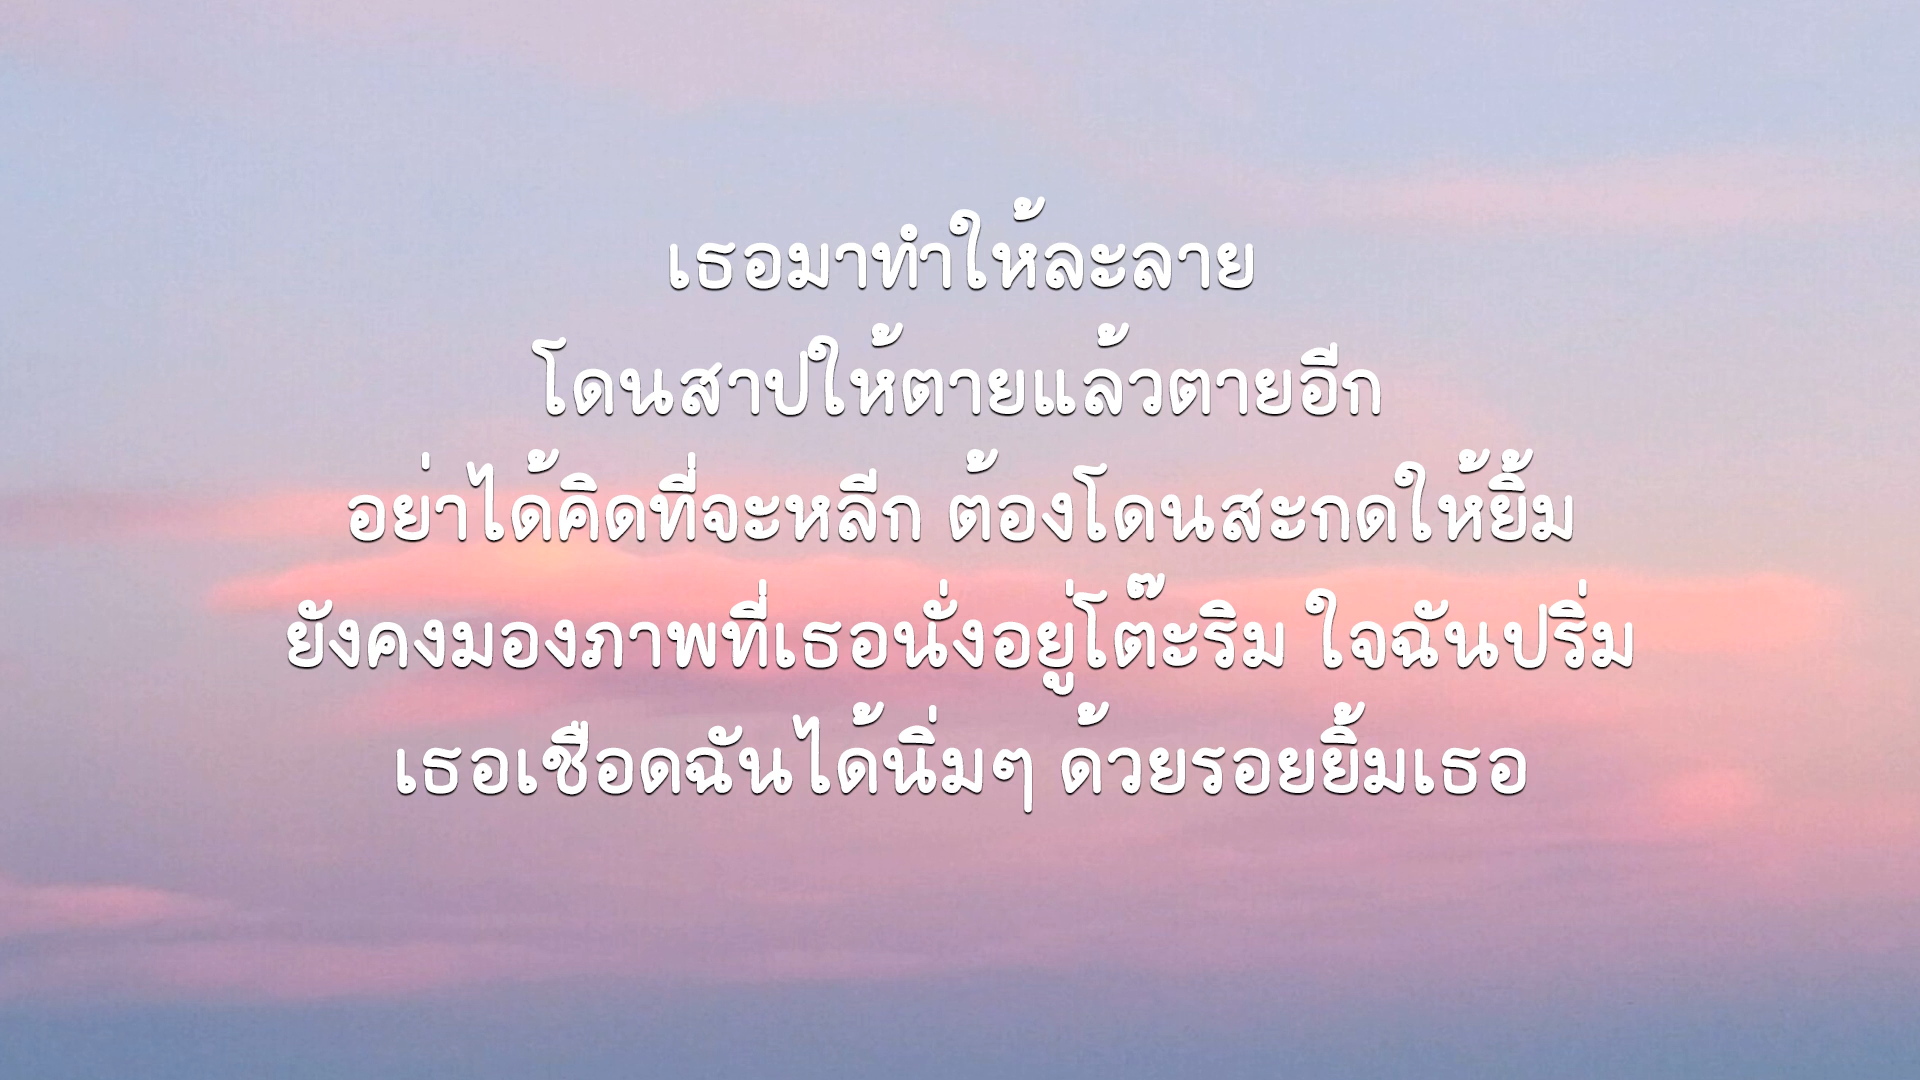 เธอมาทำให้ละลาย
โดนสาปให้ตายแล้วตายอีก
อย่าได้คิดที่จะหลีก ต้องโดนสะกดให้ยิ้ม
ยังคงมองภาพที่เธอนั่งอยู่โต๊ะริม ใจฉันปริ่ม
เธอเชือดฉันได้นิ่มๆ ด้วยรอยยิ้มเธอ